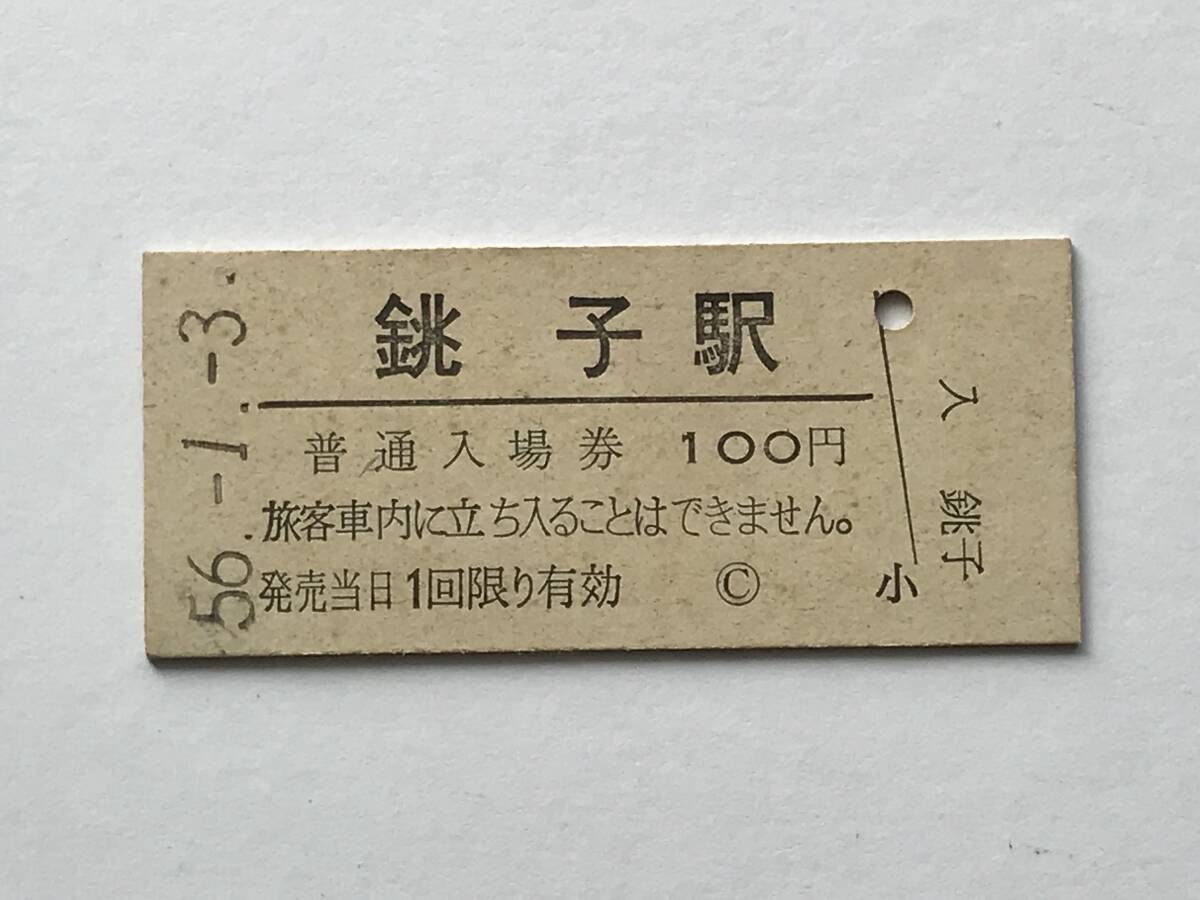 56.-1.-3.
銚子駅
普通入場券 100円
旅客車内に立ち入ることはできません。
発売当日1回限り有効 Ⓒ 小
入 銚子